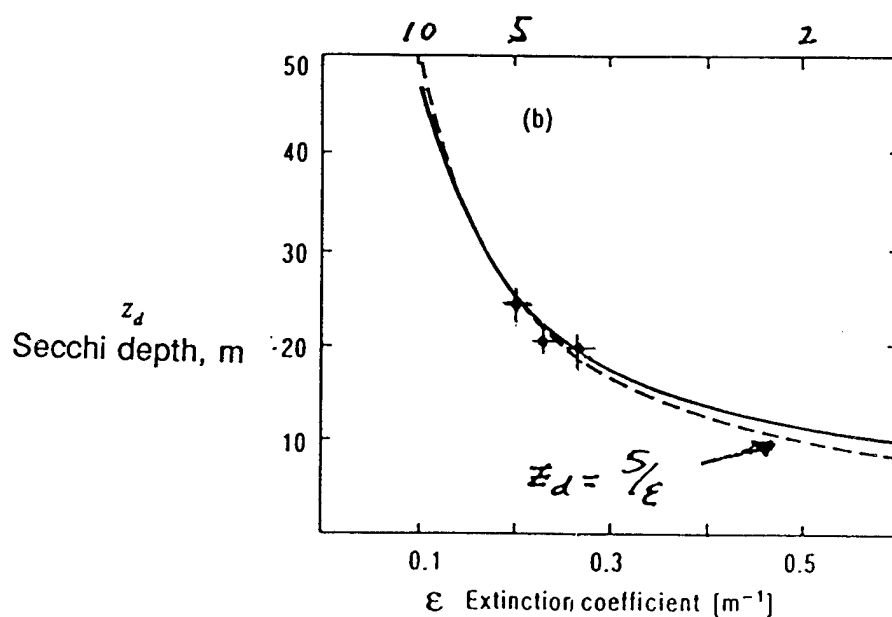 10 5 2
50
(b)
40
30
z_d
Secchi depth, m
20
10
z_d = 5/ε
0.1 0.3 0.5
ε Extinction coefficient [m⁻¹]